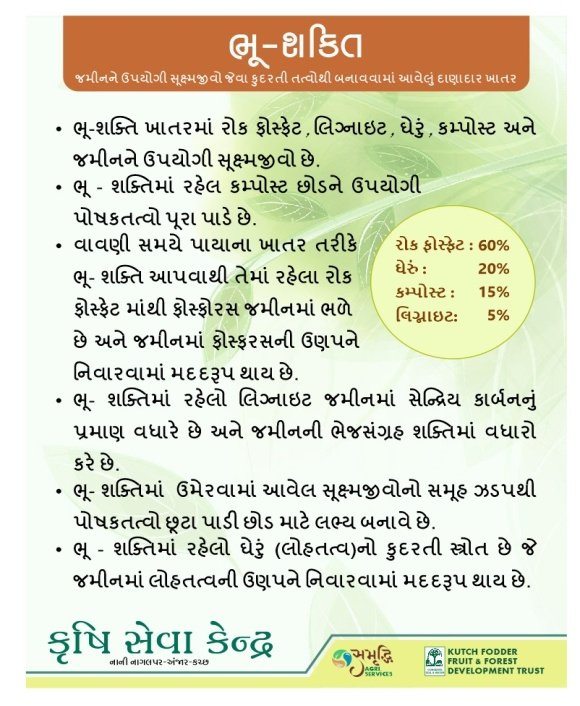 ભૂ-શક્તિ
જમીનને ઉપયોગી સૂક્ષ્મજીવો જેવા કુદરતી તત્વોથી બનાવવામાં આવેલું દાણાદાર ખાતર
• ભૂ-શક્તિ ખાતરમાં રોક ફોસ્ફેટ , લિગ્નાઇટ , ઘેરું , કમ્પોસ્ટ અને
જમીનને ઉપયોગી સૂક્ષ્મજીવો છે.
• ભૂ - શક્તિમાં રહેલ કમ્પોસ્ટ છોડને ઉપયોગી
પોષકતત્વો પૂરા પાડે છે.
• વાવણી સમયે પાયાના ખાતર તરીકે
ભૂ- શક્તિ આપવાથી તેમાં રહેલા રોક
ફોસ્ફેટ માંથી ફોસ્ફોરસ જમીનમાં ભળે
છે અને જમીનમાં ફોસ્ફરસની ઉણપને
નિવારવામાં મદદરૂપ થાય છે.
રોક ફોસ્ફેટ : 60%
ઘેરું : 20%
કમ્પોસ્ટ : 15%
લિગ્નાઇટ: 5%
• ભૂ- શક્તિમાં રહેલો લિગ્નાઇટ જમીનમાં સેન્દ્રિય કાર્બનનું
પ્રમાણ વધારે છે અને જમીનની ભેજસંગ્રહ શક્તિમાં વધારો
કરે છે.
• ભૂ- શક્તિમાં ઉમેરવામાં આવેલ સૂક્ષ્મજીવોનો સમૂહ ઝડપથી
પોષકતત્વો છૂટા પાડી છોડ માટે લભ્ય બનાવે છે.
• ભૂ - શક્તિમાં રહેલો ઘેરું (લોહતત્વ)નો કુદરતી સ્ત્રોત છે જે
જમીનમાં લોહતત્વની ઉણપને નિવારવામાં મદદરૂપ થાય છે.
કૃષિ સેવા કેન્દ્ર
નાની નાગલપર-અંજાર-કચ્છ
સમૃદ્ધિ
AGRI
SERVICES
KUTCH FODDER
FRUIT & FOREST
DEVELOPMENT TRUST